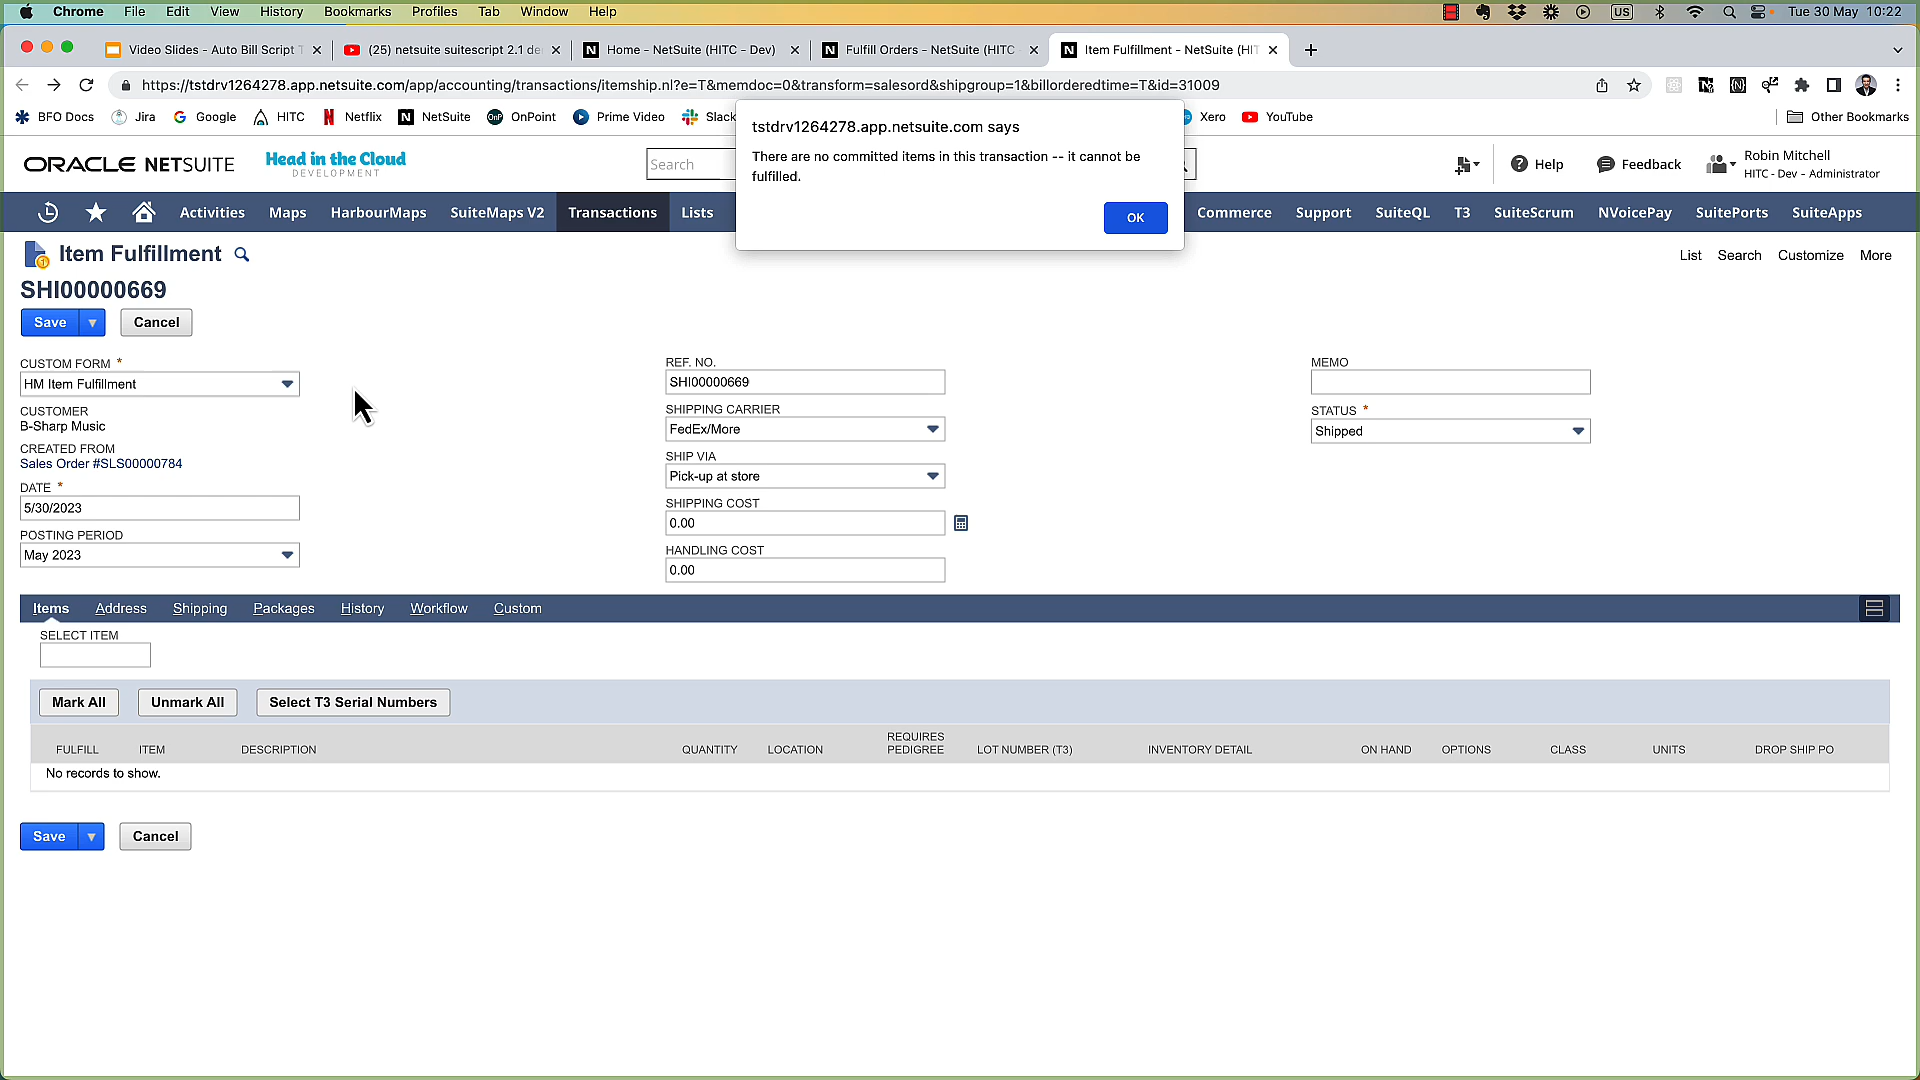 Chrome File Edit View History Bookmarks Profiles Tab Window Help US Tue 30 May 10:22
Video Slides - Auto Bill Script (25) netsuite suitescript 2.1 de Home - NetSuite (HITC - Dev) Fulfill Orders - NetSuite (HITC Item Fulfillment - NetSuite (HIT
https://tstdrv1264278.app.netsuite.com/app/accounting/transactions/itemship.nl?e=T&memdoc=0&transform=salesord&shipgroup=1&billorderedtime=T&id=31009
BFO Docs Jira Google HITC Netflix NetSuite OnPoint Prime Video Slack Xero YouTube Other Bookmarks
tstdrv1264278.app.netsuite.com says
There are no committed items in this transaction -- it cannot be
fulfilled.
OK
ORACLE NETSUITE Head in the Cloud
DEVELOPMENT
Search
Help Feedback Robin Mitchell
HITC - Dev - Administrator
Activities Maps HarbourMaps SuiteMaps V2 Transactions Lists Commerce Support SuiteQL T3 SuiteScrum NVoicePay SuitePorts SuiteApps
Item Fulfillment
List Search Customize More
SHI00000669
Save Cancel
CUSTOM FORM *
HM Item Fulfillment
CUSTOMER
B-Sharp Music
CREATED FROM
Sales Order #SLS00000784
DATE *
5/30/2023
POSTING PERIOD
May 2023
REF. NO.
SHI00000669
SHIPPING CARRIER
FedEx/More
SHIP VIA
Pick-up at store
SHIPPING COST
0.00
HANDLING COST
0.00
MEMO
STATUS *
Shipped
Items Address Shipping Packages History Workflow Custom
SELECT ITEM
Mark All Unmark All Select T3 Serial Numbers
FULFILL ITEM DESCRIPTION QUANTITY LOCATION REQUIRES PEDIGREE LOT NUMBER (T3) INVENTORY DETAIL ON HAND OPTIONS CLASS UNITS DROP SHIP PO
No records to show.
Save Cancel